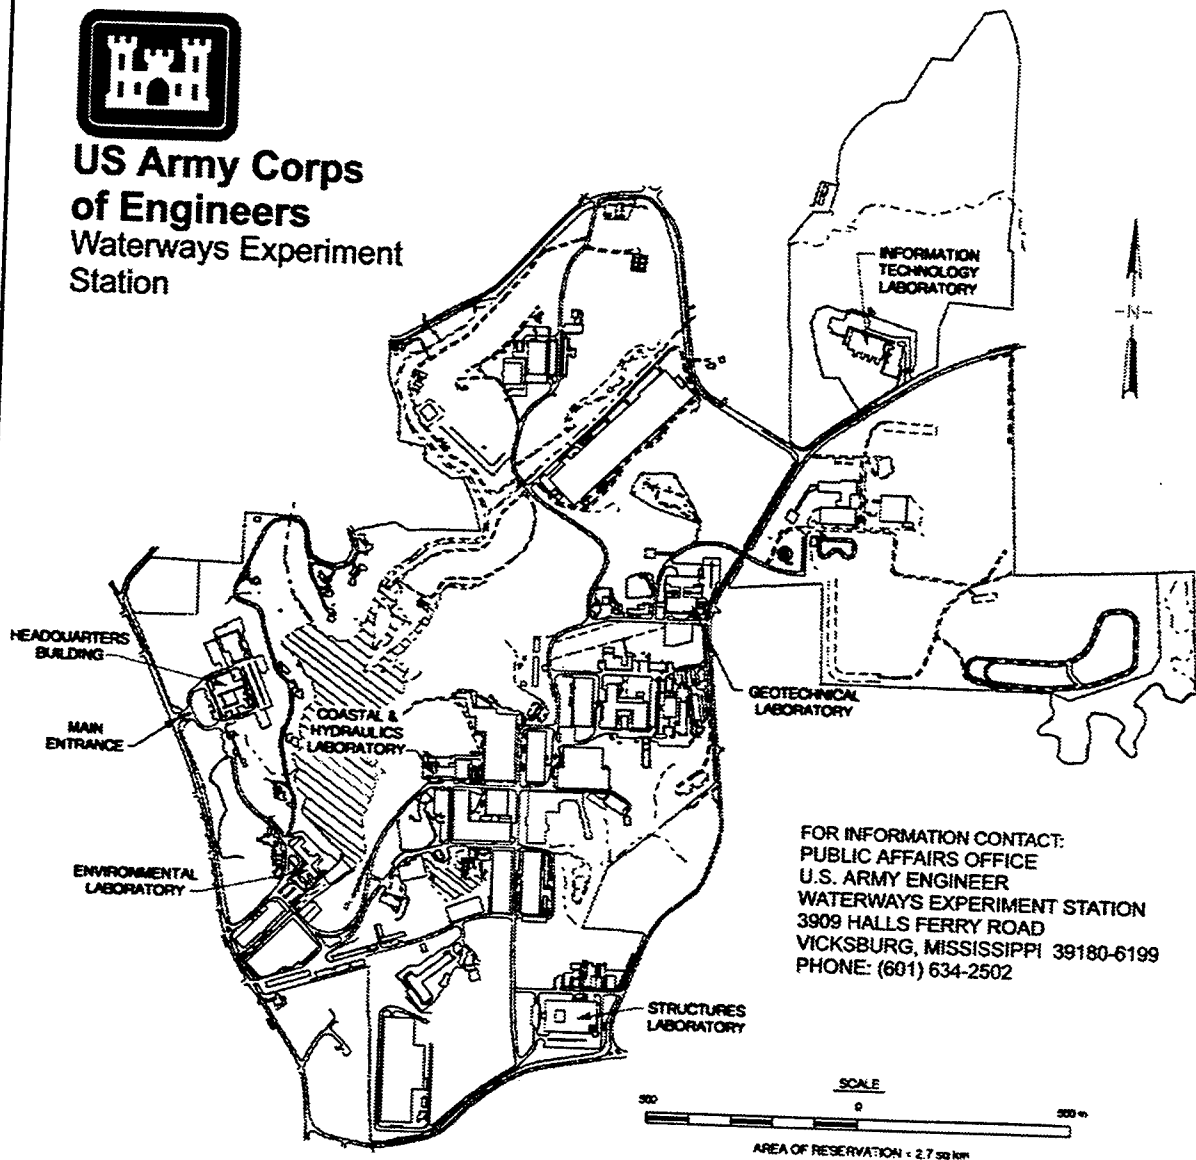 US Army Corps
of Engineers
Waterways Experiment
Station
INFORMATION
TECHNOLOGY
LABORATORY
-N-
HEADQUARTERS
BUILDING
MAIN
ENTRANCE
COASTAL &
HYDRAULICS
LABORATORY
GEOTECHNICAL
LABORATORY
ENVIRONMENTAL
LABORATORY
FOR INFORMATION CONTACT:
PUBLIC AFFAIRS OFFICE
U.S. ARMY ENGINEER
WATERWAYS EXPERIMENT STATION
3909 HALLS FERRY ROAD
VICKSBURG, MISSISSIPPI 39180-6199
PHONE: (601) 634-2502
STRUCTURES
LABORATORY
SCALE
500 0 500 m
AREA OF RESERVATION = 2.7 sq km